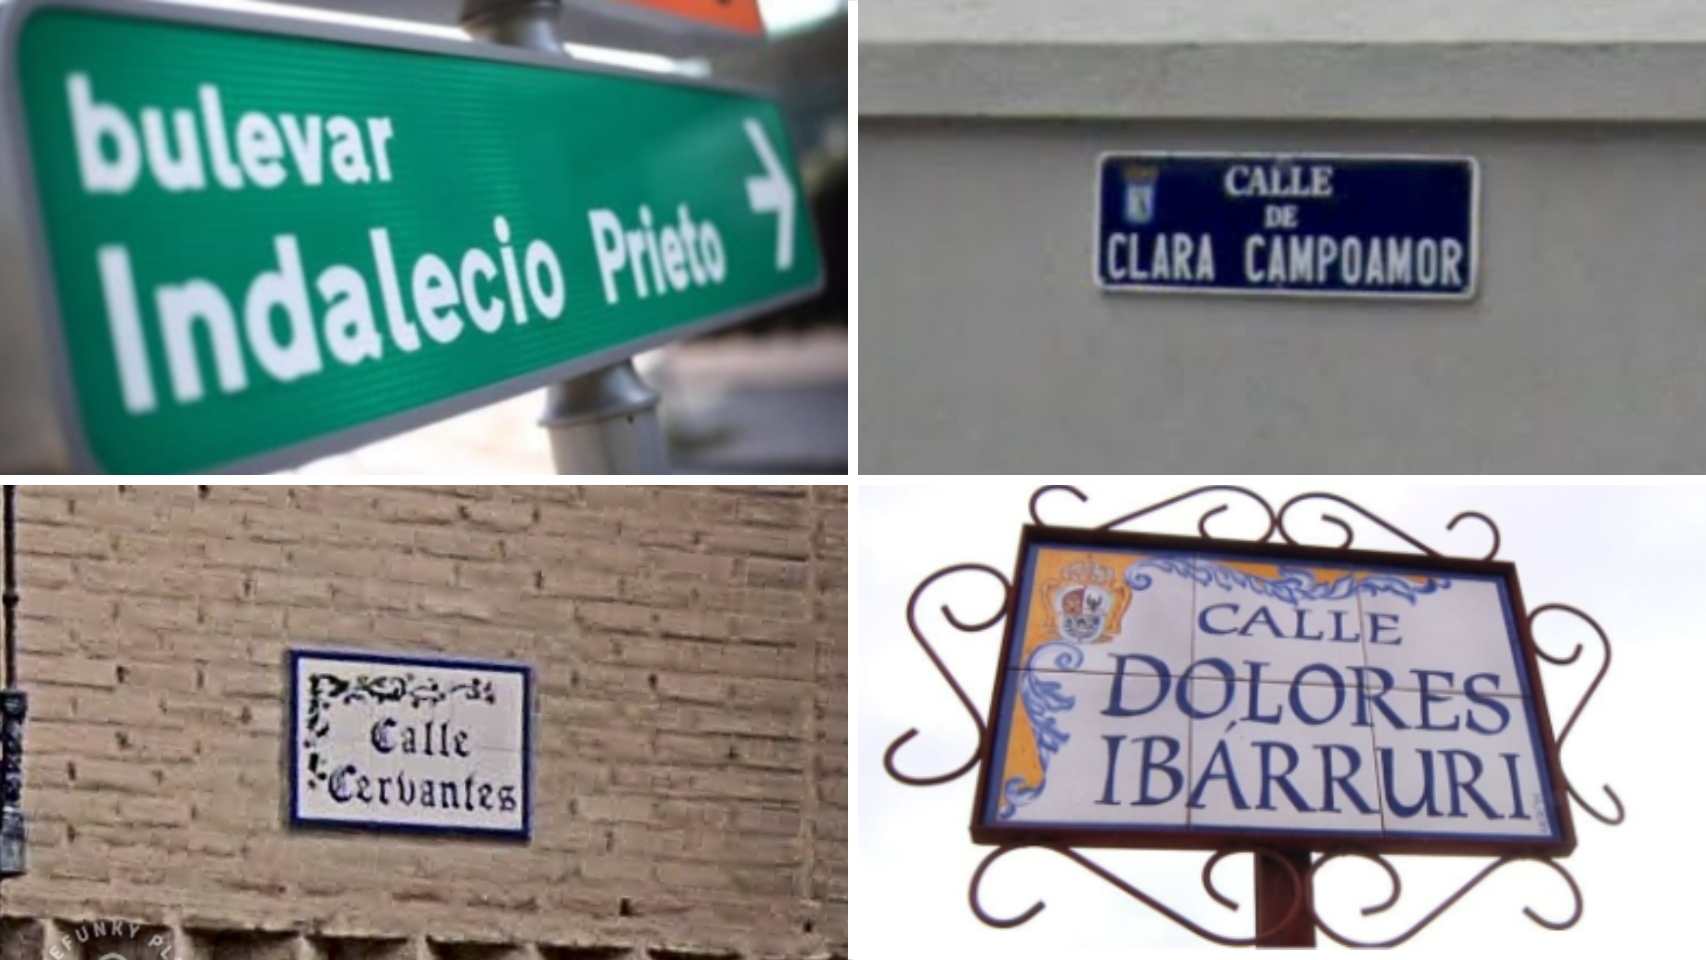 bulevar
Indalecio Prieto
CALLE
DE
CLARA CAMPOAMOR
Calle
Cervantes
CALLE
DOLORES
IBÁRRURI